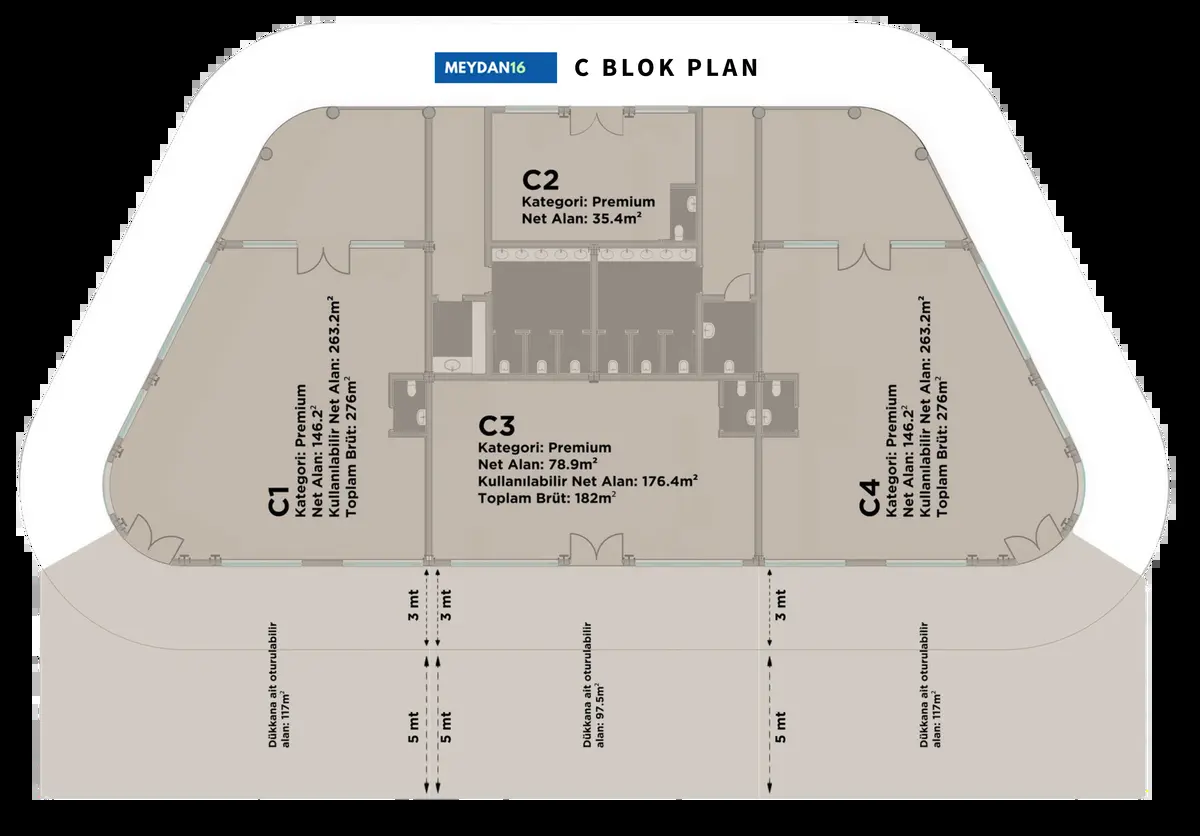 MEYDAN16
C BLOK PLAN
C2
Kategori: Premium
Net Alan: 35.4m²
C1
Kategori: Premium
Net Alan: 146.2²
Kullanılabilir Net Alan: 263.2m²
Toplam Brüt: 276m²
C3
Kategori: Premium
Net Alan: 78.9m²
Kullanılabilir Net Alan: 176.4m²
Toplam Brüt: 182m²
C4
Kategori: Premium
Net Alan: 146.2²
Kullanılabilir Net Alan: 263.2m²
Toplam Brüt: 276m²
3 mt
3 mt
3 mt
Dükkana ait oturulabilir
alan: 117m²
Dükkana ait oturulabilir
alan: 97.5m²
Dükkana ait oturulabilir
alan: 117m²
5 mt
5 mt
5 mt